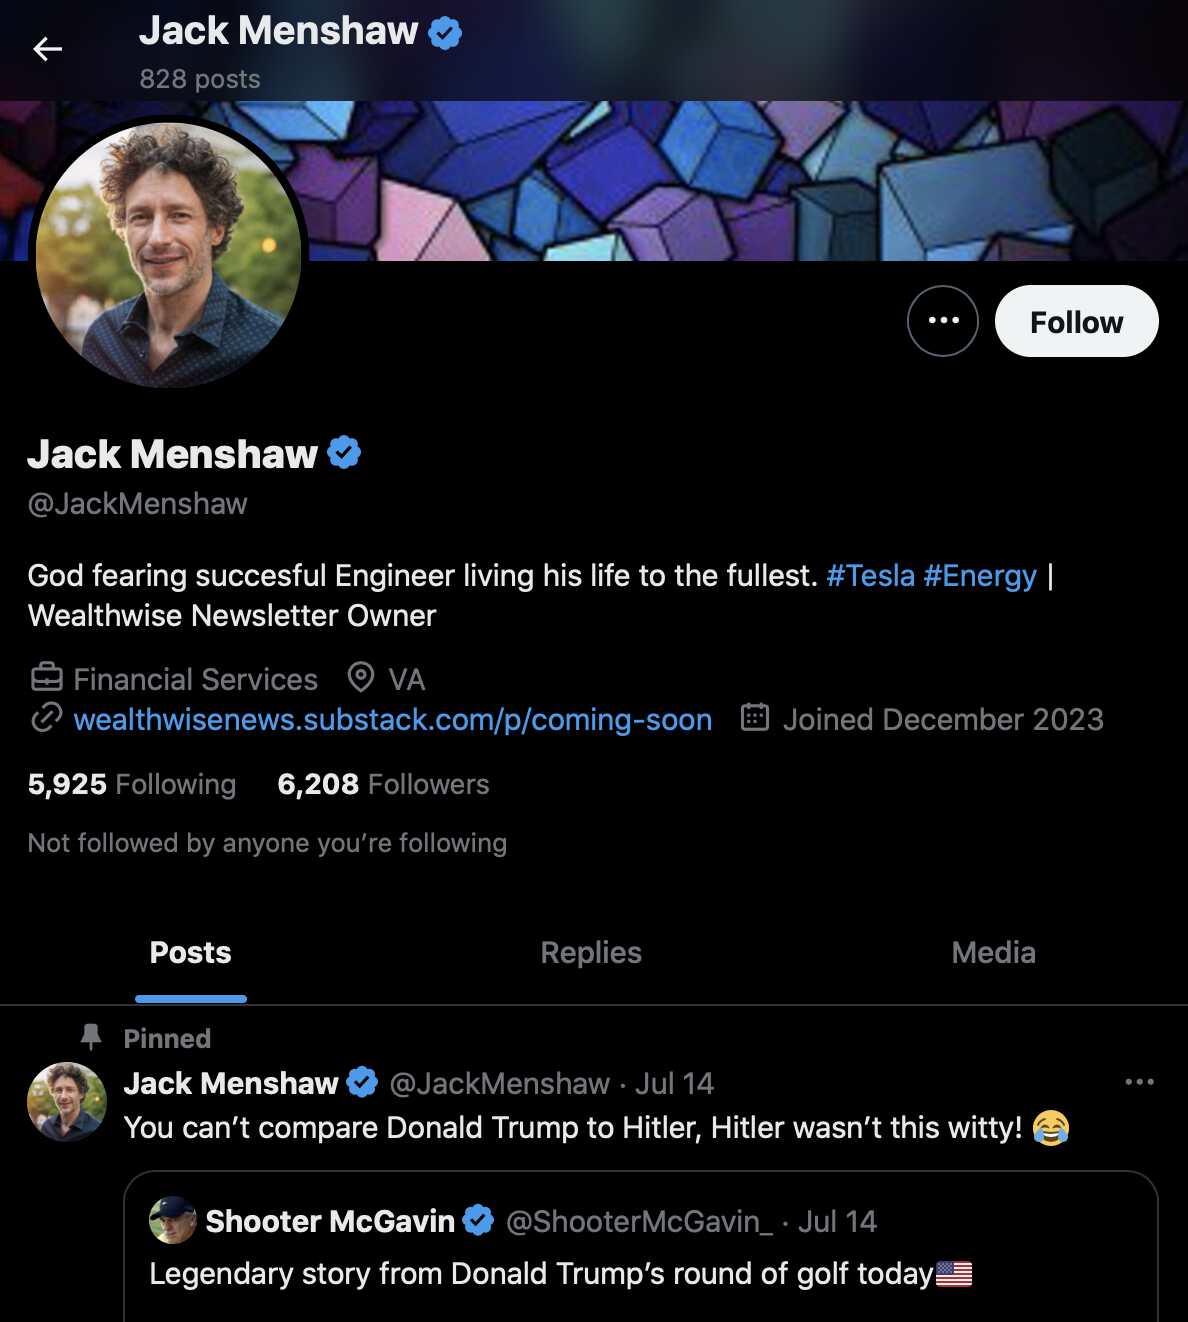 Jack Menshaw
828 posts
Follow
Jack Menshaw
@JackMenshaw
God fearing succesful Engineer living his life to the fullest. #Tesla #Energy |
Wealthwise Newsletter Owner
Financial Services VA
wealthwisenews.substack.com/p/coming-soon Joined December 2023
5,925 Following 6,208 Followers
Not followed by anyone you’re following
Posts Replies Media
Pinned
Jack Menshaw @JackMenshaw · Jul 14
You can’t compare Donald Trump to Hitler, Hitler wasn’t this witty! 😂
Shooter McGavin @ShooterMcGavin_ · Jul 14
Legendary story from Donald Trump’s round of golf today🇺🇸